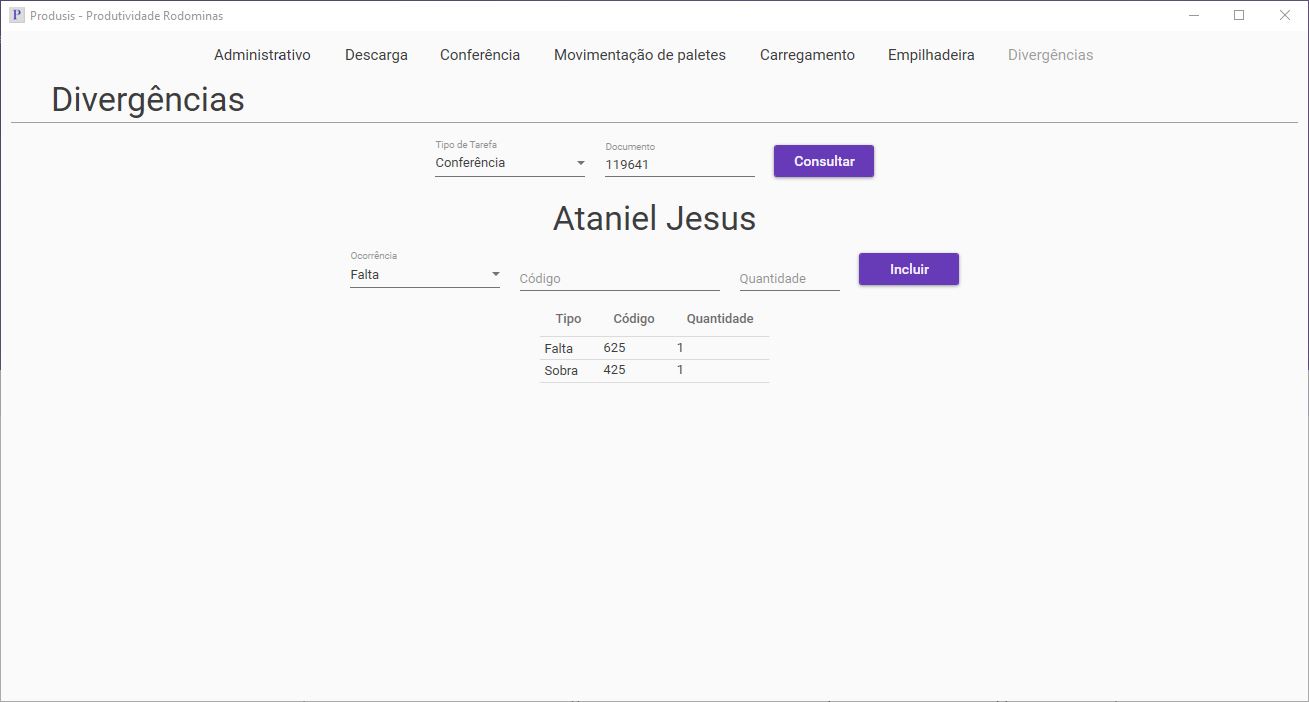 P Produsis - Produtividade Rodominas
Administrativo Descarga Conferência Movimentação de paletes Carregamento Empilhadeira Divergências
Divergências
Tipo de Tarefa Documento
Conferência 119641 Consultar
Ataniel Jesus
Ocorrência
Falta Código Quantidade Incluir
Tipo Código Quantidade
Falta 625 1
Sobra 425 1